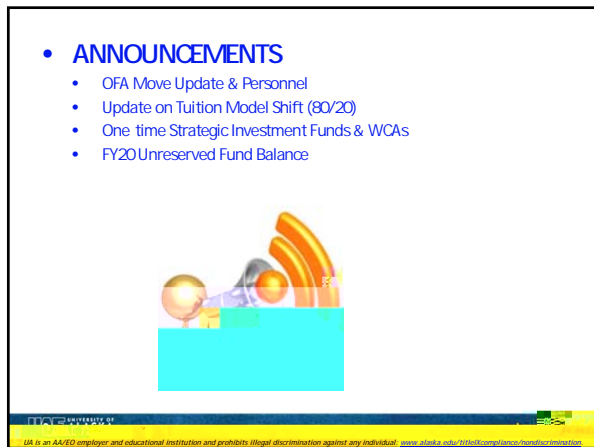 • ANNOUNCEMENTS
• OFA Move Update & Personnel
• Update on Tuition Model Shift (80/20)
• One time Strategic Investment Funds & WCAs
• FY20 Unreserved Fund Balance
UNIVERSITY OF
UA is an AA/EO employer and educational institution and prohibits illegal discrimination against any individual: www.alaska.edu/titleIXcompliance/nondiscrimination.